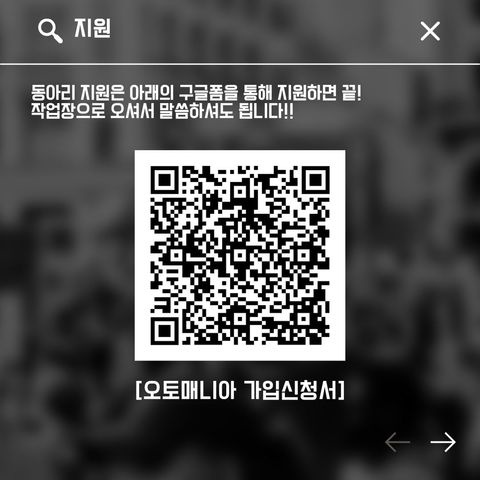 지원
동아리 지원은 아래의 구글폼을 통해 지원하면 끝!
작업장으로 오셔서 말씀하셔도 됩니다!!
[오토매니아 가입신청서]